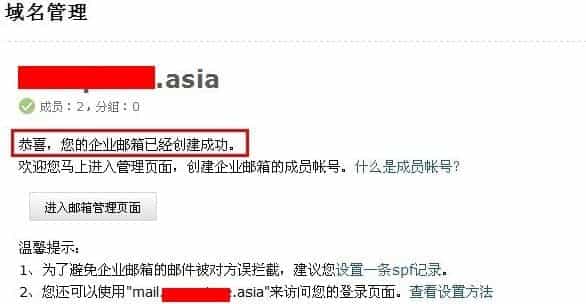 域名管理
.asia
成员：2，分组：0
恭喜，您的企业邮箱已经创建成功。
欢迎您马上进入管理页面，创建企业邮箱的成员帐号。什么是成员帐号？
进入邮箱管理页面
温馨提示：
1、为了避免企业邮箱的邮件被对方误拦截，建议您设置一条spf记录。
2、您还可以使用"mail. e.asia"来访问您的登录页面。查看设置方法